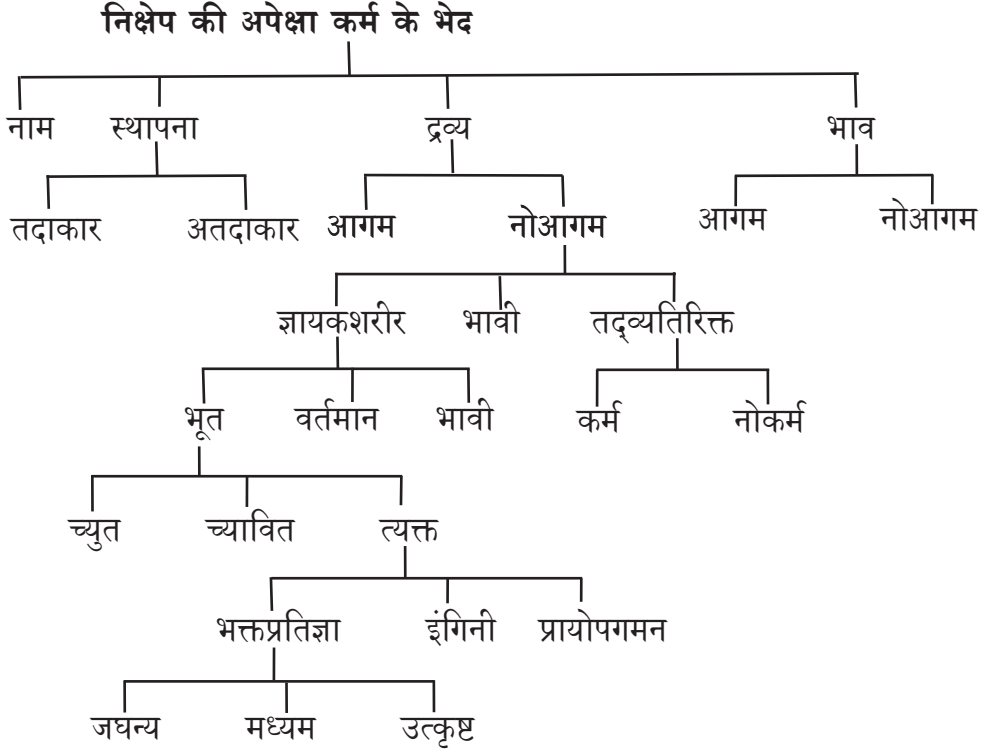 निक्षेप की अपेक्षा कर्म के भेद
नाम स्थापना द्रव्य भाव
तदाकार अतदाकार आगम नोआगम आगम नोआगम
ज्ञायकशरीर भावी तद्व्यतिरिक्त
भूत वर्तमान भावी कर्म नोकर्म
च्युत च्यावित त्यक्त
भक्तप्रतिज्ञा इंगिनी प्रायोपगमन
जघन्य मध्यम उत्कृष्ट